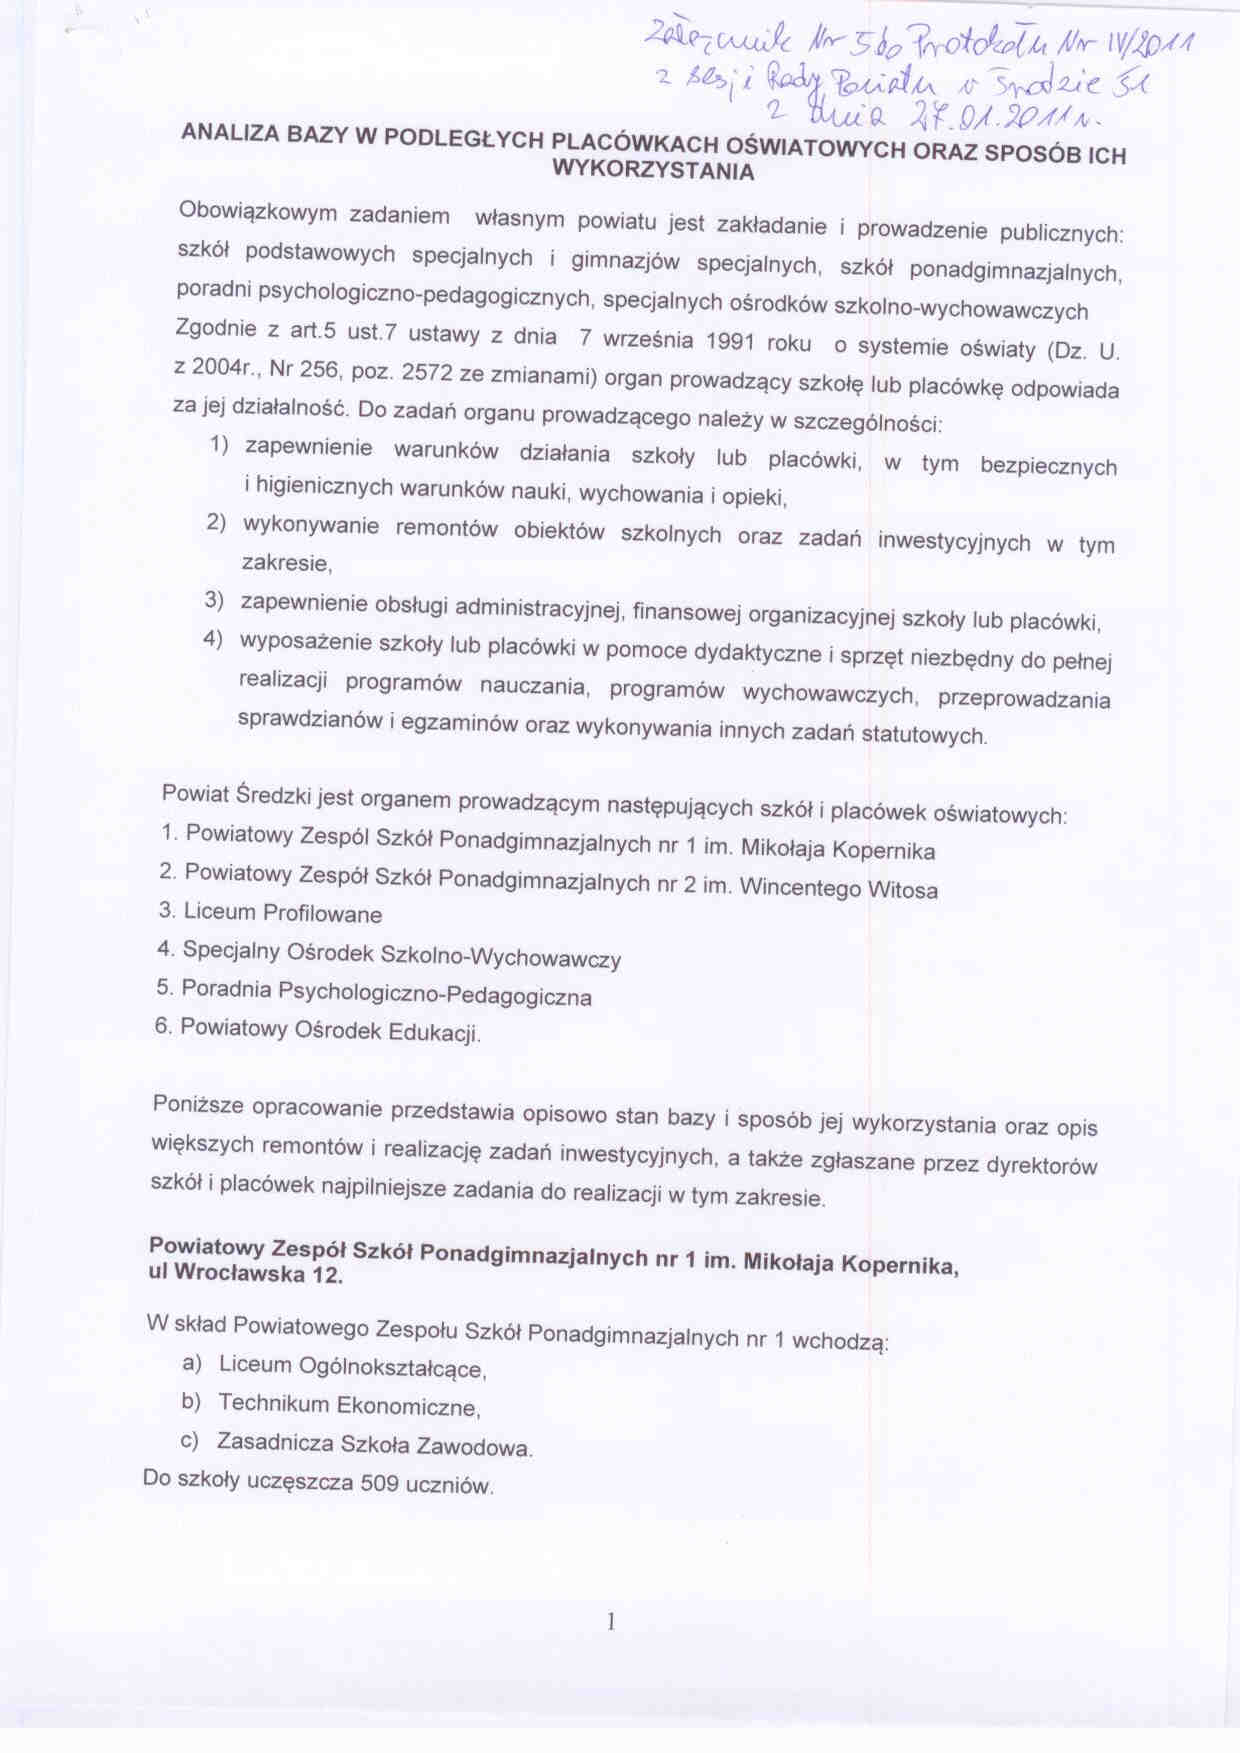 Załącznik Nr 5 do Protokołu Nr IV/2011
z sesji Rady Powiatu w Środzie Śl
z dnia 27.01.2011 r.
ANALIZA BAZY W PODLEGŁYCH PLACÓWKACH OŚWIATOWYCH ORAZ SPOSÓB ICH
WYKORZYSTANIA
Obowiązkowym zadaniem własnym powiatu jest zakładanie i prowadzenie publicznych:
szkół podstawowych specjalnych i gimnazjów specjalnych, szkół ponadgimnazjalnych,
poradni psychologiczno-pedagogicznych, specjalnych ośrodków szkolno-wychowawczych
Zgodnie z art.5 ust.7 ustawy z dnia 7 września 1991 roku o systemie oświaty (Dz. U.
z 2004r., Nr 256, poz. 2572 ze zmianami) organ prowadzący szkołę lub placówkę odpowiada
za jej działalność. Do zadań organu prowadzącego należy w szczególności:
1) zapewnienie warunków działania szkoły lub placówki, w tym bezpiecznych
i higienicznych warunków nauki, wychowania i opieki,
2) wykonywanie remontów obiektów szkolnych oraz zadań inwestycyjnych w tym
zakresie,
3) zapewnienie obsługi administracyjnej, finansowej organizacyjnej szkoły lub placówki,
4) wyposażenie szkoły lub placówki w pomoce dydaktyczne i sprzęt niezbędny do pełnej
realizacji programów nauczania, programów wychowawczych, przeprowadzania
sprawdzianów i egzaminów oraz wykonywania innych zadań statutowych.
Powiat Średzki jest organem prowadzącym następujących szkół i placówek oświatowych:
1. Powiatowy Zespól Szkół Ponadgimnazjalnych nr 1 im. Mikołaja Kopernika
2. Powiatowy Zespół Szkół Ponadgimnazjalnych nr 2 im. Wincentego Witosa
3. Liceum Profilowane
4. Specjalny Ośrodek Szkolno-Wychowawczy
5. Poradnia Psychologiczno-Pedagogiczna
6. Powiatowy Ośrodek Edukacji.
Poniższe opracowanie przedstawia opisowo stan bazy i sposób jej wykorzystania oraz opis
większych remontów i realizację zadań inwestycyjnych, a także zgłaszane przez dyrektorów
szkół i placówek najpilniejsze zadania do realizacji w tym zakresie.
Powiatowy Zespół Szkół Ponadgimnazjalnych nr 1 im. Mikołaja Kopernika,
ul Wrocławska 12.
W skład Powiatowego Zespołu Szkół Ponadgimnazjalnych nr 1 wchodzą:
a) Liceum Ogólnokształcące,
b) Technikum Ekonomiczne,
c) Zasadnicza Szkoła Zawodowa.
Do szkoły uczęszcza 509 uczniów.
1